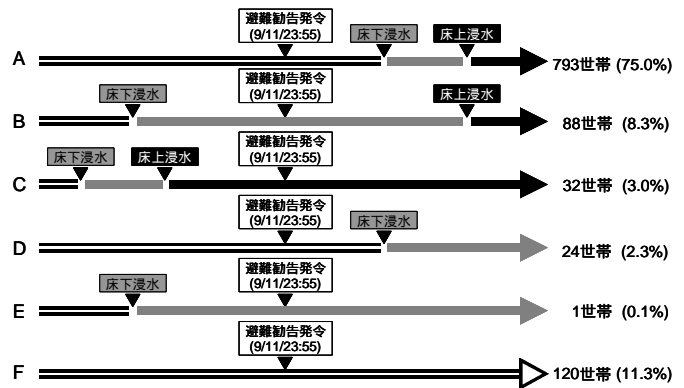 避難勧告発令
(9/11/23:55)
床下浸水
床上浸水
A
793世帯 (75.0%)
避難勧告発令
(9/11/23:55)
床下浸水
床上浸水
B
88世帯 (8.3%)
避難勧告発令
(9/11/23:55)
床下浸水
床上浸水
C
32世帯 (3.0%)
避難勧告発令
(9/11/23:55)
床下浸水
D
24世帯 (2.3%)
避難勧告発令
(9/11/23:55)
床下浸水
E
1世帯 (0.1%)
避難勧告発令
(9/11/23:55)
F
120世帯 (11.3%)